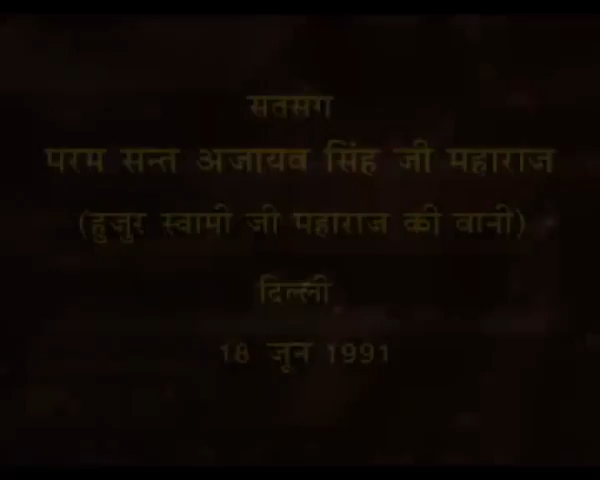 सतसंग
परम सन्त अजायब सिंह जी महाराज
(हुजुर स्वामी जी महाराज की बानी)
दिल्ली
18 जून 1991